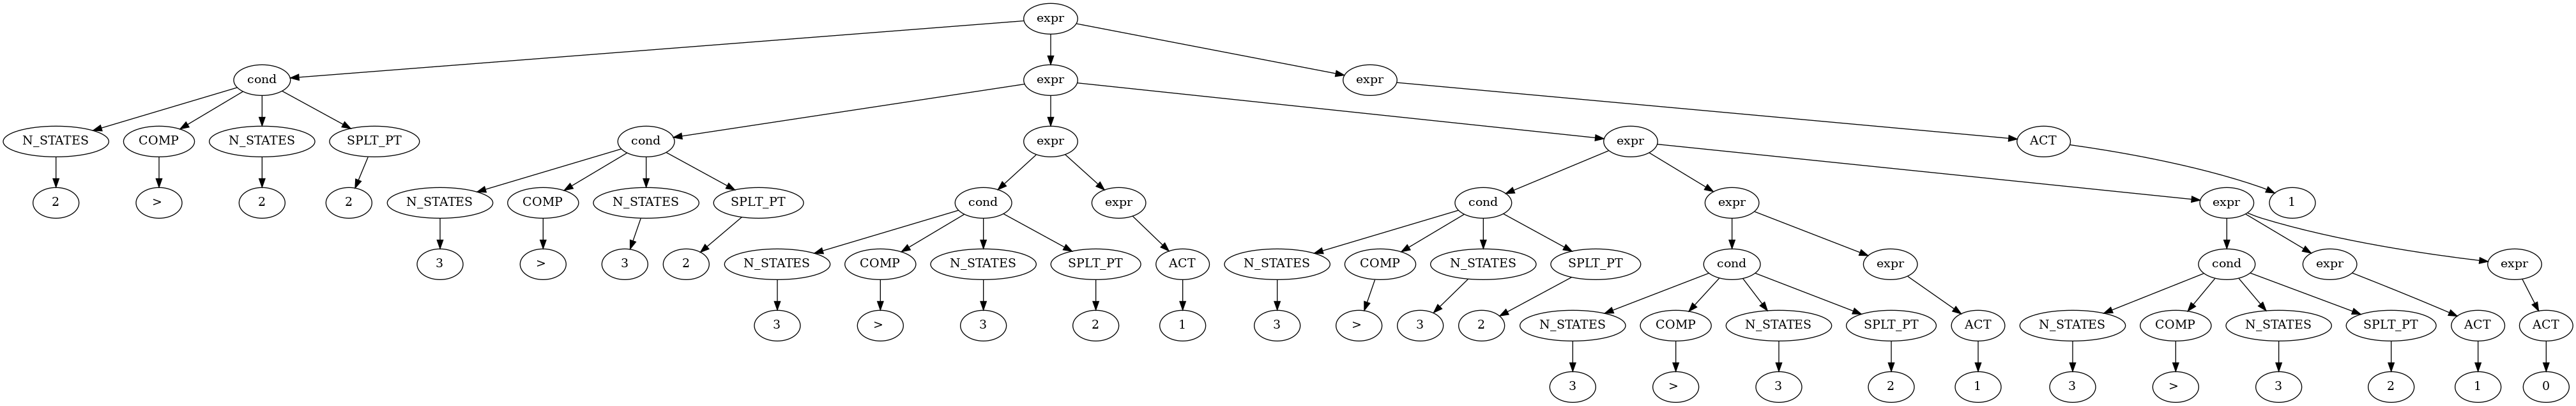 expr
cond expr expr
N_STATES COMP N_STATES SPLT_PT cond expr expr ACT
2 > 2 2 N_STATES COMP N_STATES SPLT_PT cond expr cond expr expr 1
3 > 3 2 N_STATES COMP N_STATES SPLT_PT ACT N_STATES COMP N_STATES SPLT_PT cond expr cond expr expr
3 > 3 2 1 3 > 3 2 N_STATES COMP N_STATES SPLT_PT ACT N_STATES COMP N_STATES SPLT_PT ACT ACT
3 > 3 2 1 3 > 3 2 1 0